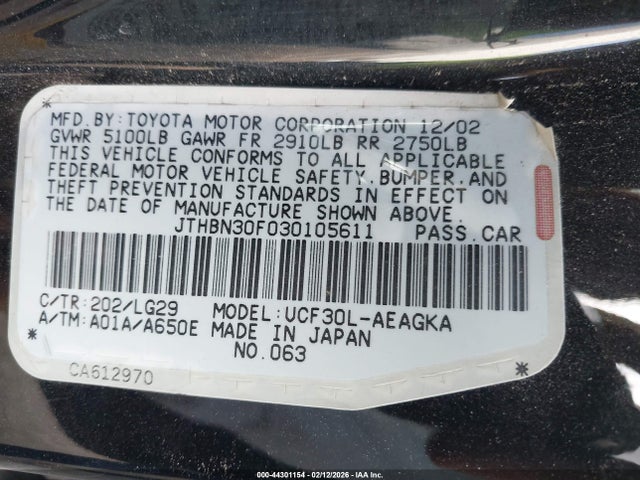 MFD.BY:TOYOTA MOTOR CORPORATION 12/02
GVWR 5100LB GAWR FR 2910LB RR 2750LB
THIS VEHICLE CONFORMS TO ALL APPLICABLE
FEDERAL MOTOR VEHICLE SAFETY,BUMPER,AND
THEFT PREVENTION STANDARDS IN EFFECT ON
THE DATE OF MANUFACTURE SHOWN ABOVE.
JTHBN30F030105611 PASS.CAR
C/TR:202/LG29 MODEL:UCF30L-AEAGKA
A/TM:A01A/A650E MADE IN JAPAN
NO.063
CA612970
000-44301154 - 02/12/2026 - IAA Inc.